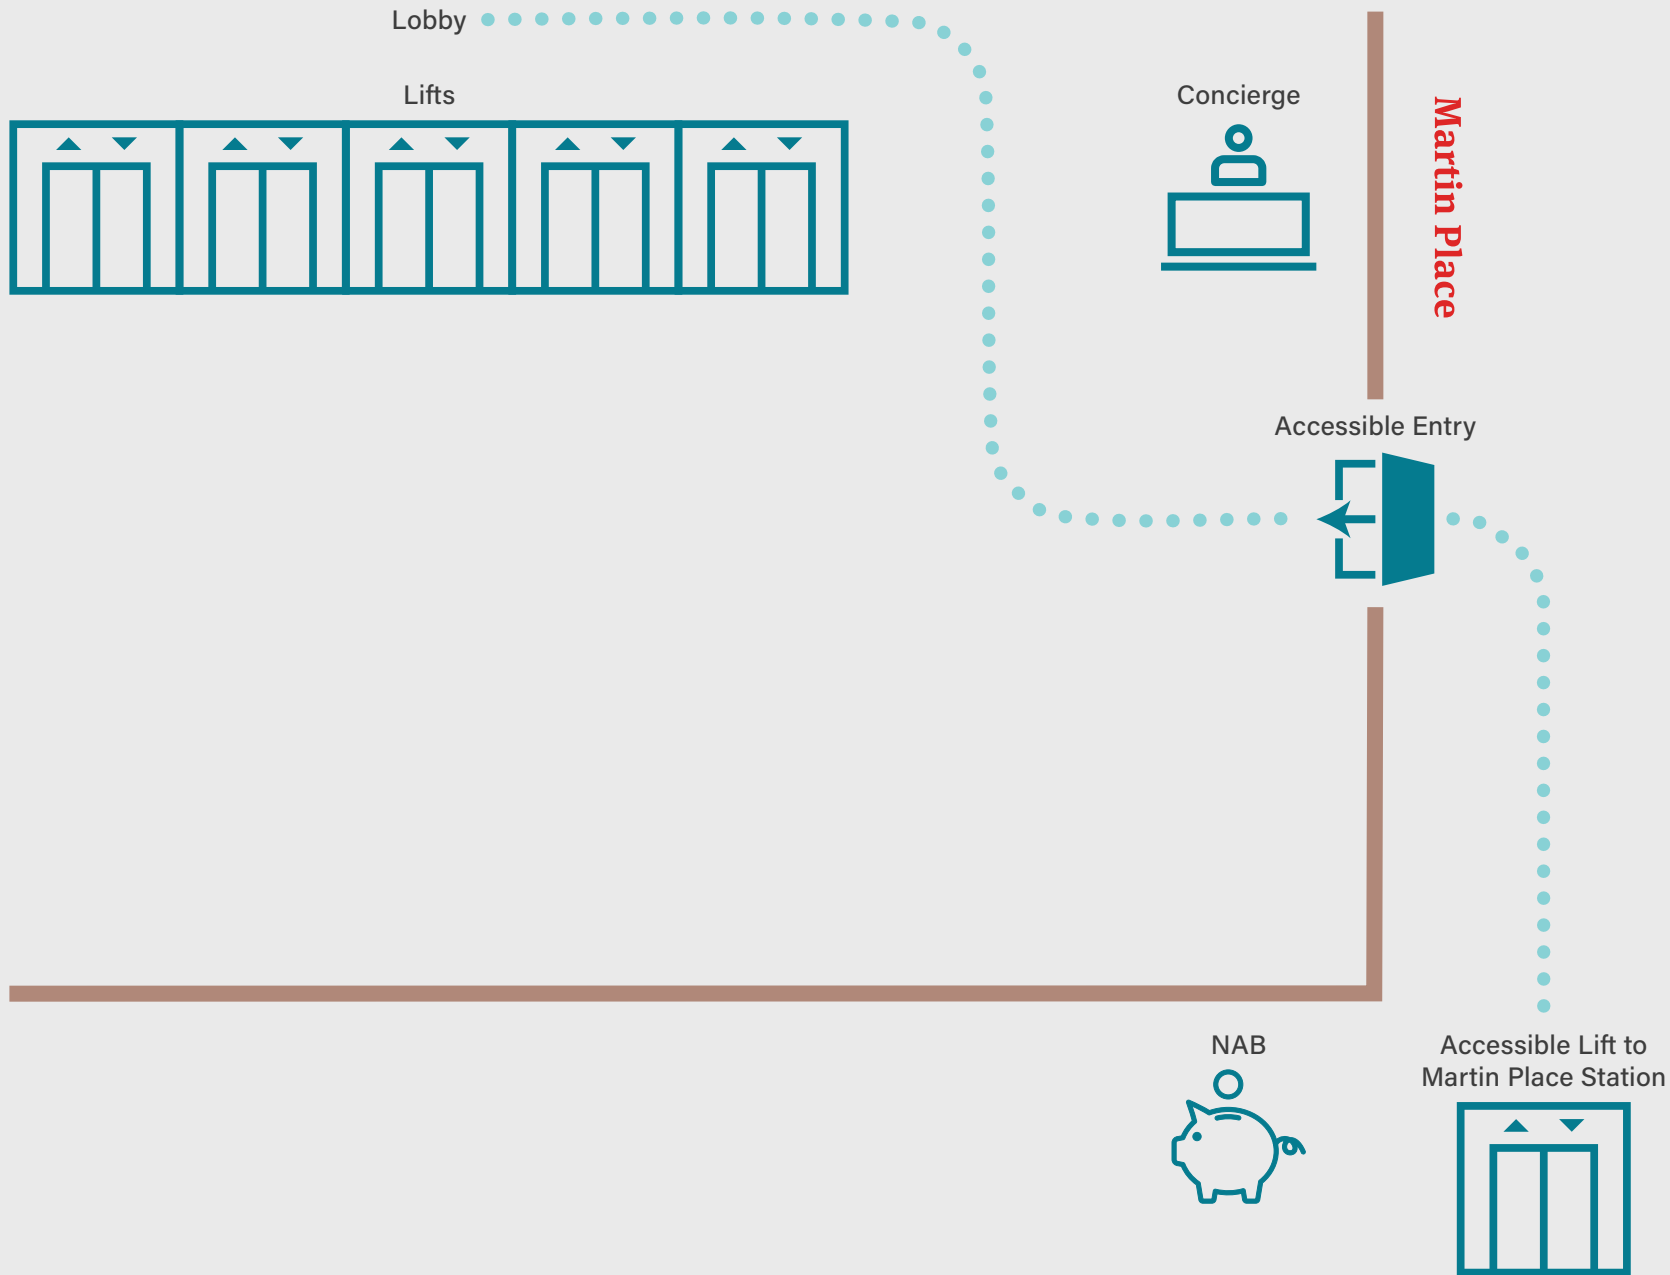 Lobby
Lifts
Concierge
Martin Place
Accessible Entry
NAB
Accessible Lift to
Martin Place Station